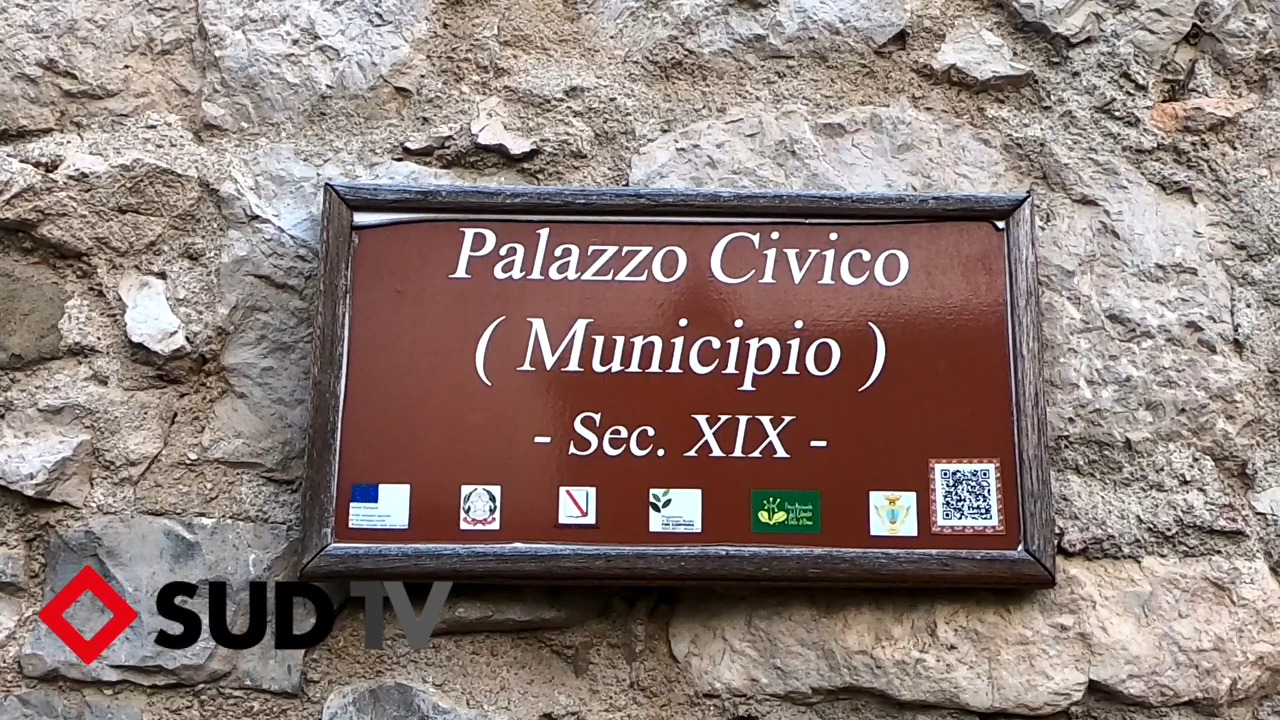 Palazzo Civico
( Municipio )
- Sec. XIX -
SUD TV